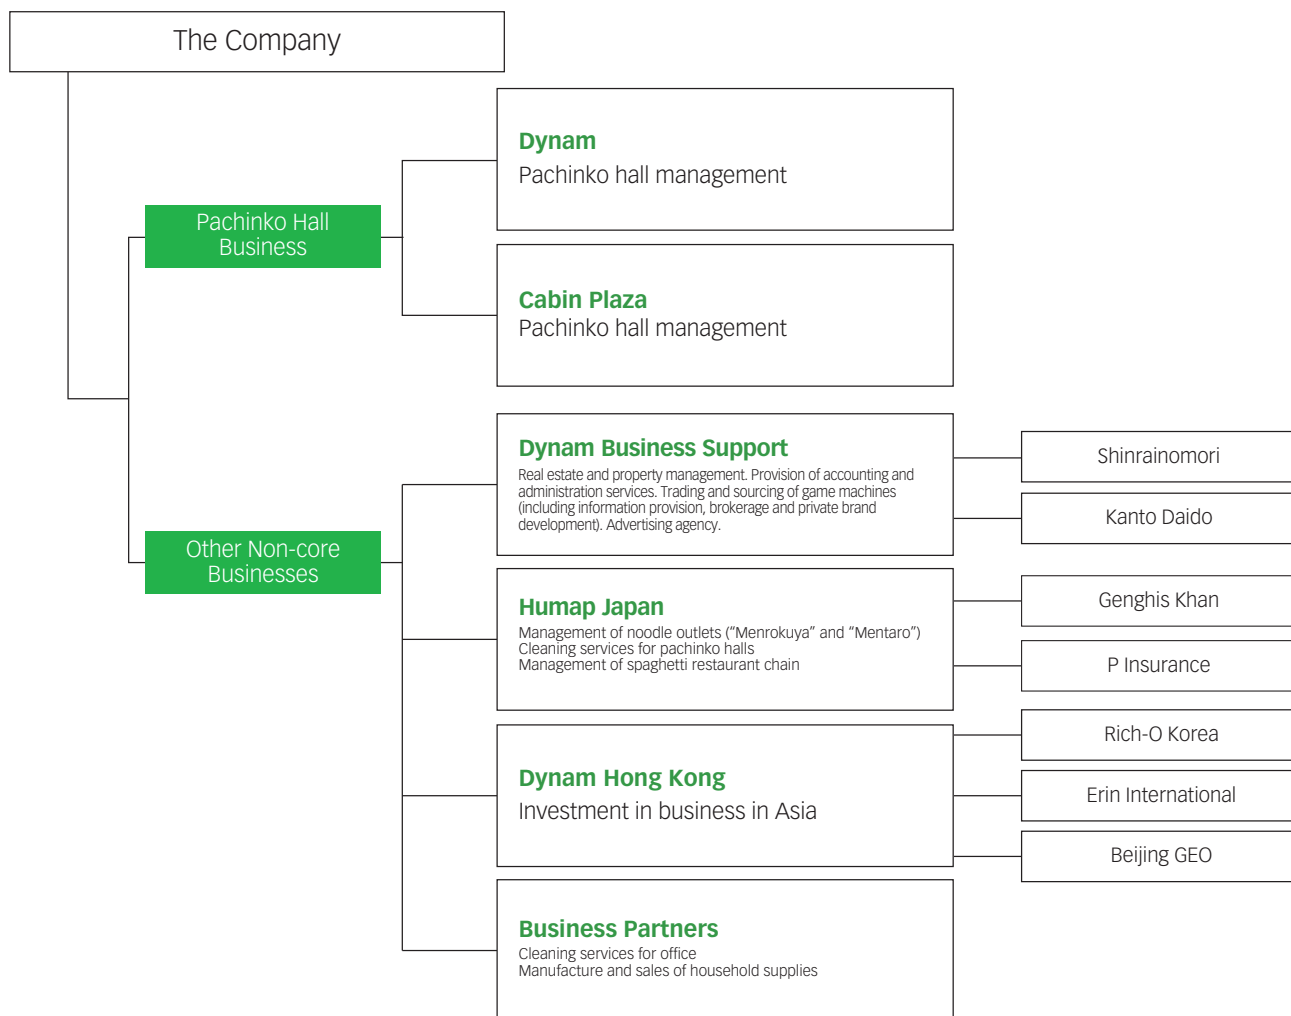 The Company
Dynam
Pachinko hall management
Pachinko Hall
Business
Cabin Plaza
Pachinko hall management
Dynam Business Support
Real estate and property management. Provision of accounting and
administration services. Trading and sourcing of game machines
(including information provision, brokerage and private brand
development). Advertising agency.
Shinrainomori
Kanto Daido
Other Non-core
Businesses
Humap Japan
Management of noodle outlets (“Menrokuya” and “Mentaro”)
Cleaning services for pachinko halls
Management of spaghetti restaurant chain
Genghis Khan
P Insurance
Dynam Hong Kong
Investment in business in Asia
Rich-O Korea
Erin International
Beijing GEO
Business Partners
Cleaning services for office
Manufacture and sales of household supplies